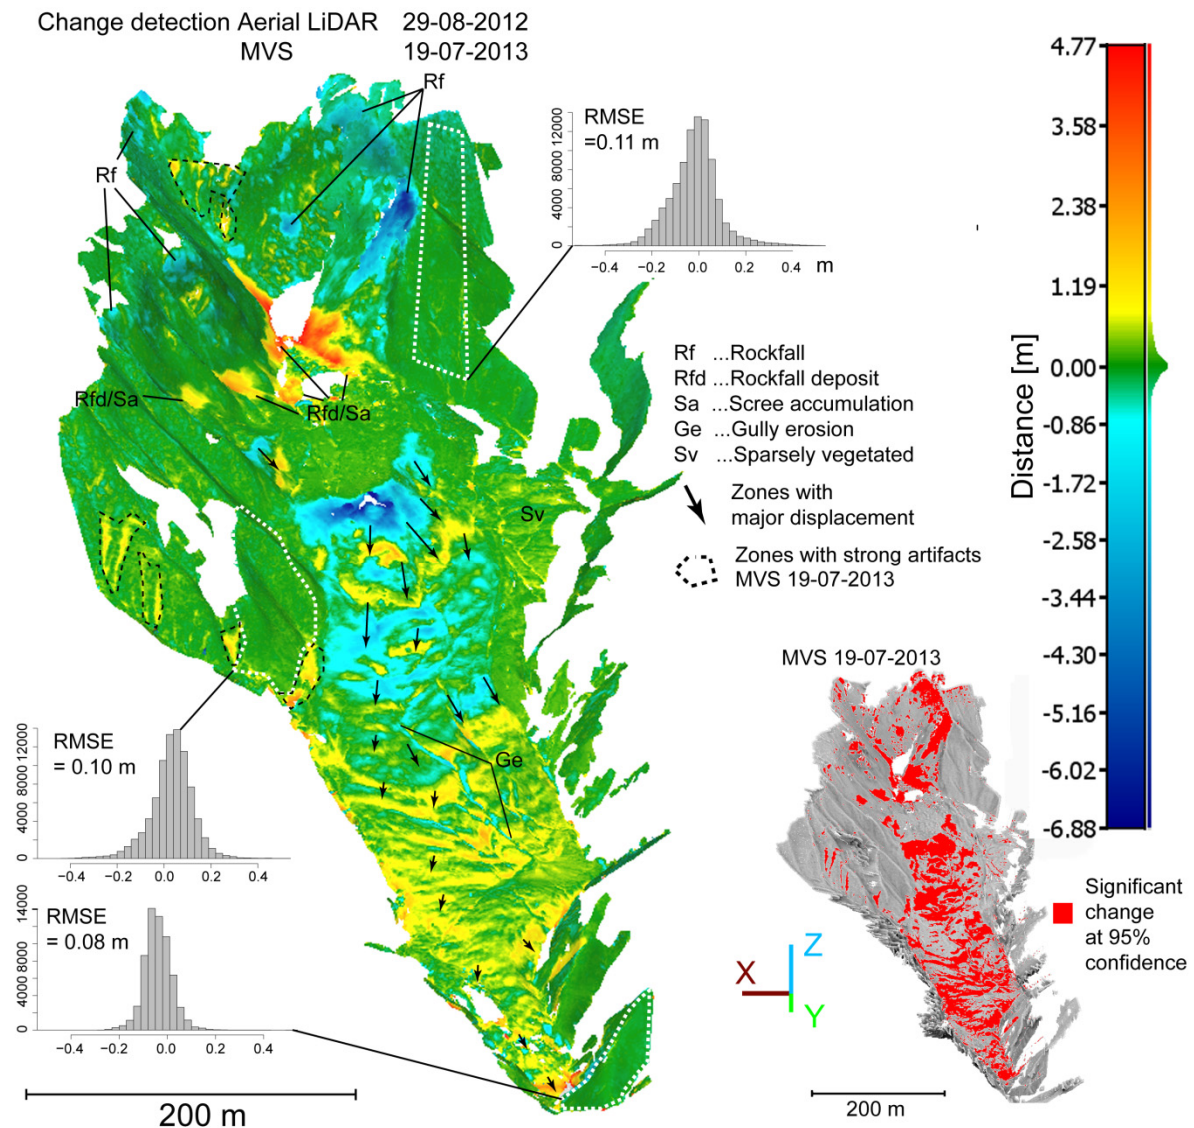 Change detection Aerial LiDAR 29-08-2012
MVS 19-07-2013
Rf
Rf
RMSE
=0.11 m
0 4000 8000 12000
−0.4 −0.2 0.0 0.2 0.4 m
Rf ...Rockfall
Rfd ...Rockfall deposit
Sa ...Scree accumulation
Ge ...Gully erosion
Sv ...Sparsely vegetated
Zones with
major displacement
Zones with strong artifacts
MVS 19-07-2013
Rfd/Sa
Rfd/Sa
Sv
Ge
RMSE
= 0.10 m
0 4000 8000 12000
−0.4 −0.2 0.0 0.2 0.4
RMSE
= 0.08 m
0 4000 8000 14000
−0.4 −0.2 0.0 0.2 0.4
200 m
Distance [m]
4.77
3.58
2.38
1.19
0.00
-0.86
-1.72
-2.58
-3.44
-4.30
-5.16
-6.02
-6.88
MVS 19-07-2013
Significant
change
at 95%
confidence
X
Z
Y
200 m